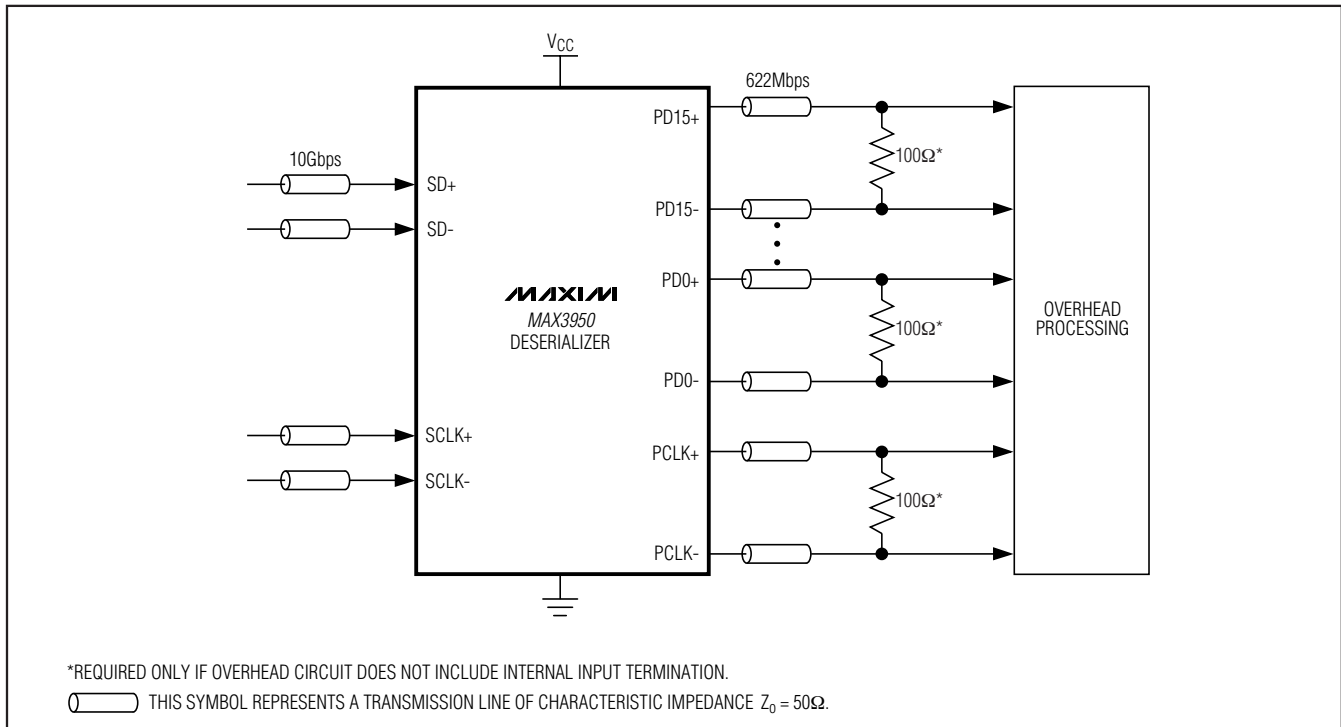 VCC
622Mbps
PD15+
100Ω*
10Gbps
SD+
PD15-
SD-
PD0+
MAXIM
MAX3950
DESERIALIZER
100Ω*
OVERHEAD
PROCESSING
PD0-
SCLK+
PCLK+
SCLK-
100Ω*
PCLK-
*REQUIRED ONLY IF OVERHEAD CIRCUIT DOES NOT INCLUDE INTERNAL INPUT TERMINATION.
THIS SYMBOL REPRESENTS A TRANSMISSION LINE OF CHARACTERISTIC IMPEDANCE Z0 = 50Ω.